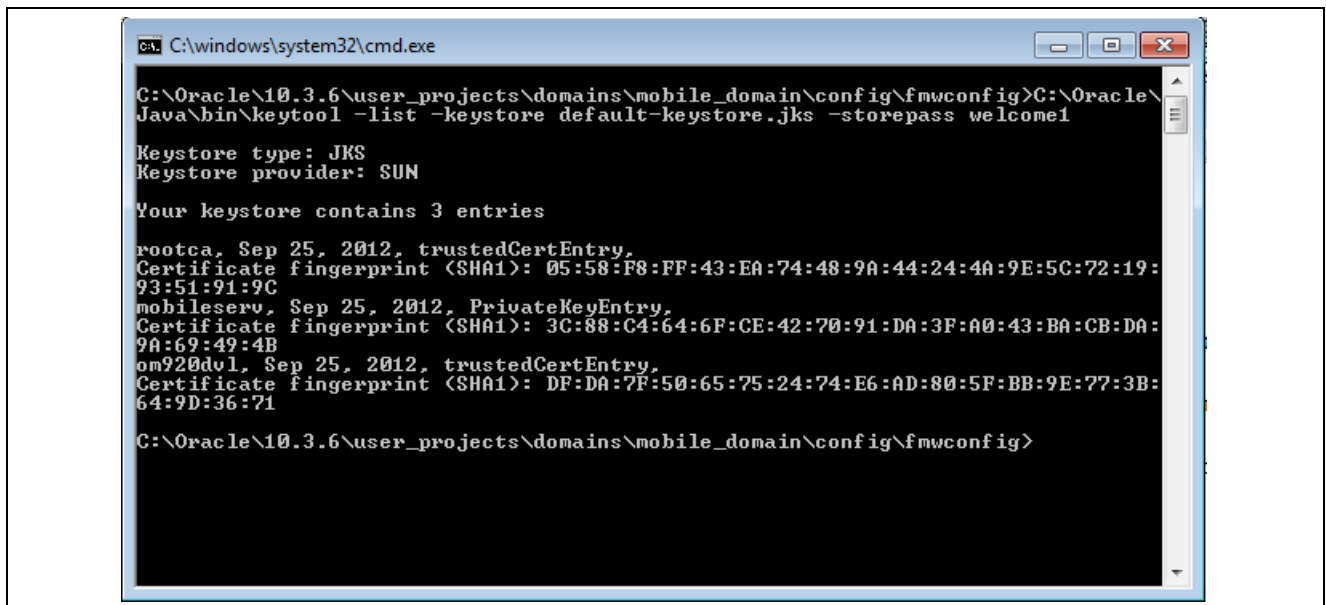 C:\windows\system32\cmd.exe
C:\Oracle\10.3.6\user_projects\domains\mobile_domain\config\fmwconfig>C:\Oracle\
Java\bin\keytool -list -keystore default-keystore.jks -storepass welcome1
Keystore type: JKS
Keystore provider: SUN
Your keystore contains 3 entries
rootca, Sep 25, 2012, trustedCertEntry,
Certificate fingerprint (SHA1): 05:58:F8:FF:43:EA:74:48:9A:44:24:4A:9E:5C:72:19:
93:51:91:9C
mobileserv, Sep 25, 2012, PrivateKeyEntry,
Certificate fingerprint (SHA1): 3C:88:C4:64:6F:CE:42:70:91:DA:3F:A0:43:BA:CB:DA:
9A:69:49:4B
om920dvl, Sep 25, 2012, trustedCertEntry,
Certificate fingerprint (SHA1): DF:DA:7F:50:65:75:24:74:E6:AD:80:5F:BB:9E:77:3B:
64:9D:36:71
C:\Oracle\10.3.6\user_projects\domains\mobile_domain\config\fmwconfig>